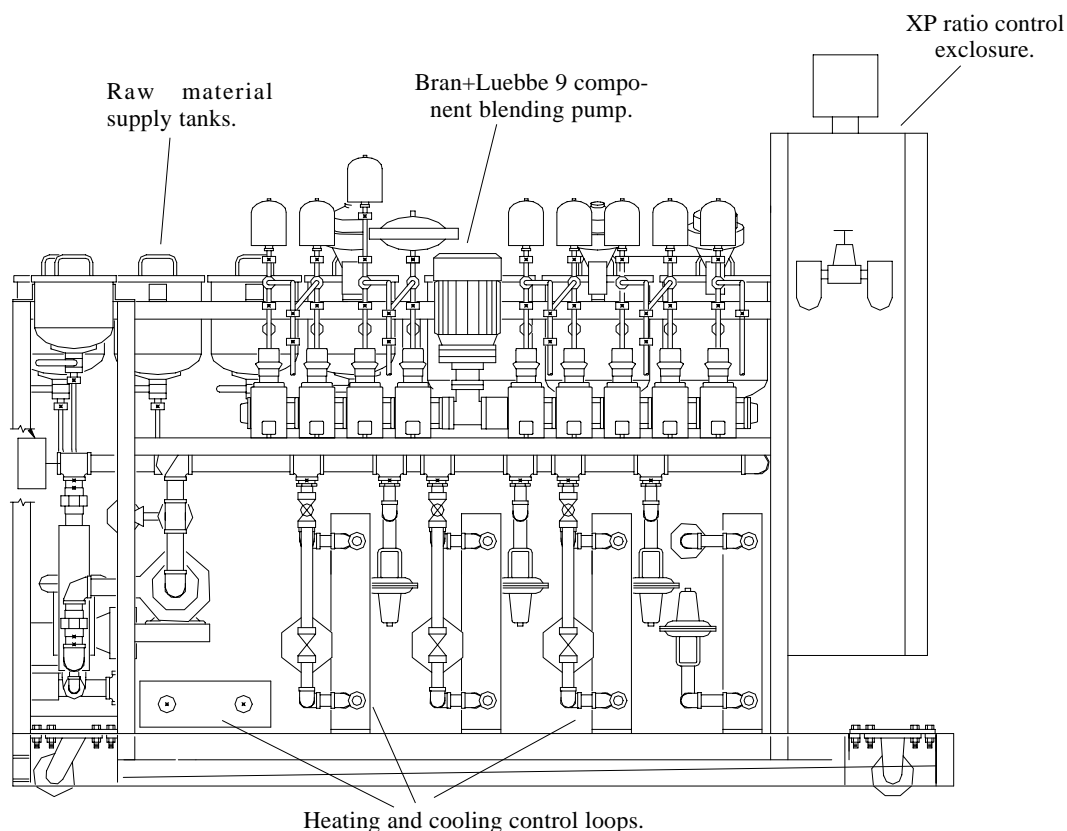 XP ratio control
exclosure.
Bran+Luebbe 9 compo-
nent blending pump.
Raw material
supply tanks.
Heating and cooling control loops.